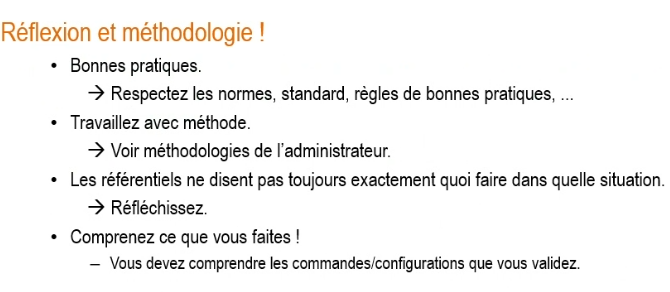 Réflexion et méthodologie !
• Bonnes pratiques.
→ Respectez les normes, standard, règles de bonnes pratiques, ...
• Travaillez avec méthode.
→ Voir méthodologies de l'administrateur.
• Les référentiels ne disent pas toujours exactement quoi faire dans quelle situation.
→ Réfléchissez.
• Comprenez ce que vous faites !
– Vous devez comprendre les commandes/configurations que vous validez.